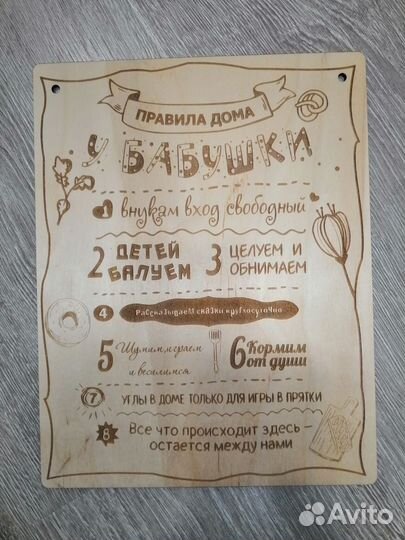 ПРАВИЛА ДОМА
У БАБУШКИ
1 внукам вход свободный
2 ДЕТЕЙ БАЛУЕМ
3 ЦЕЛУЕМ И ОБНИМАЕМ
4 Рассказываем сказки круглосуточно
5 Шумим, играем и веселимся
6 Кормим от души
7 УГЛЫ В ДОМЕ ТОЛЬКО ДЛЯ ИГРЫ В ПРЯТКИ
8 Все что происходит здесь –
остается между нами
Avito